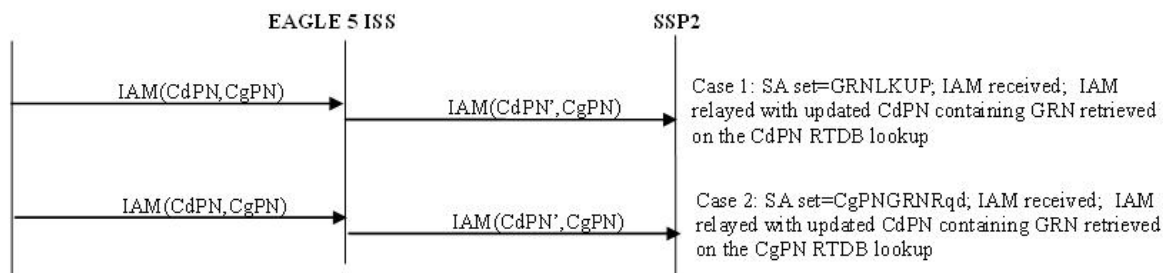 EAGLE 5 ISS
SSP2
IAM(CdPN,CgPN)
IAM(CdPN',CgPN)
Case 1: SA set=GRNLKUP; IAM received; IAM
relayed with updated CdPN containing GRN retrieved
on the CdPN RTDB lookup
IAM(CdPN,CgPN)
IAM(CdPN',CgPN)
Case 2: SA set=CgPNGRNRqd; IAM received; IAM
relayed with updated CdPN containing GRN retrieved
on the CgPN RTDB lookup